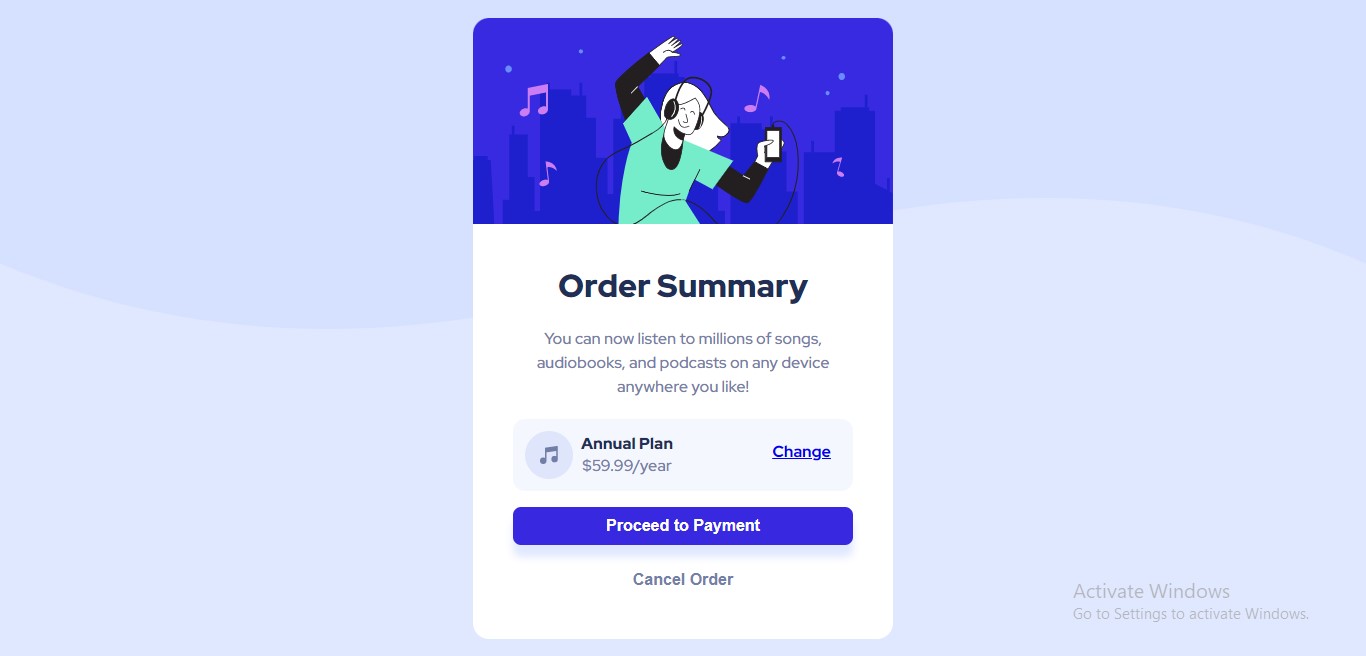 Order Summary
You can now listen to millions of songs,
audiobooks, and podcasts on any device
anywhere you like!
Annual Plan
$59.99/year
Change
Proceed to Payment
Cancel Order
Activate Windows
Go to Settings to activate Windows.